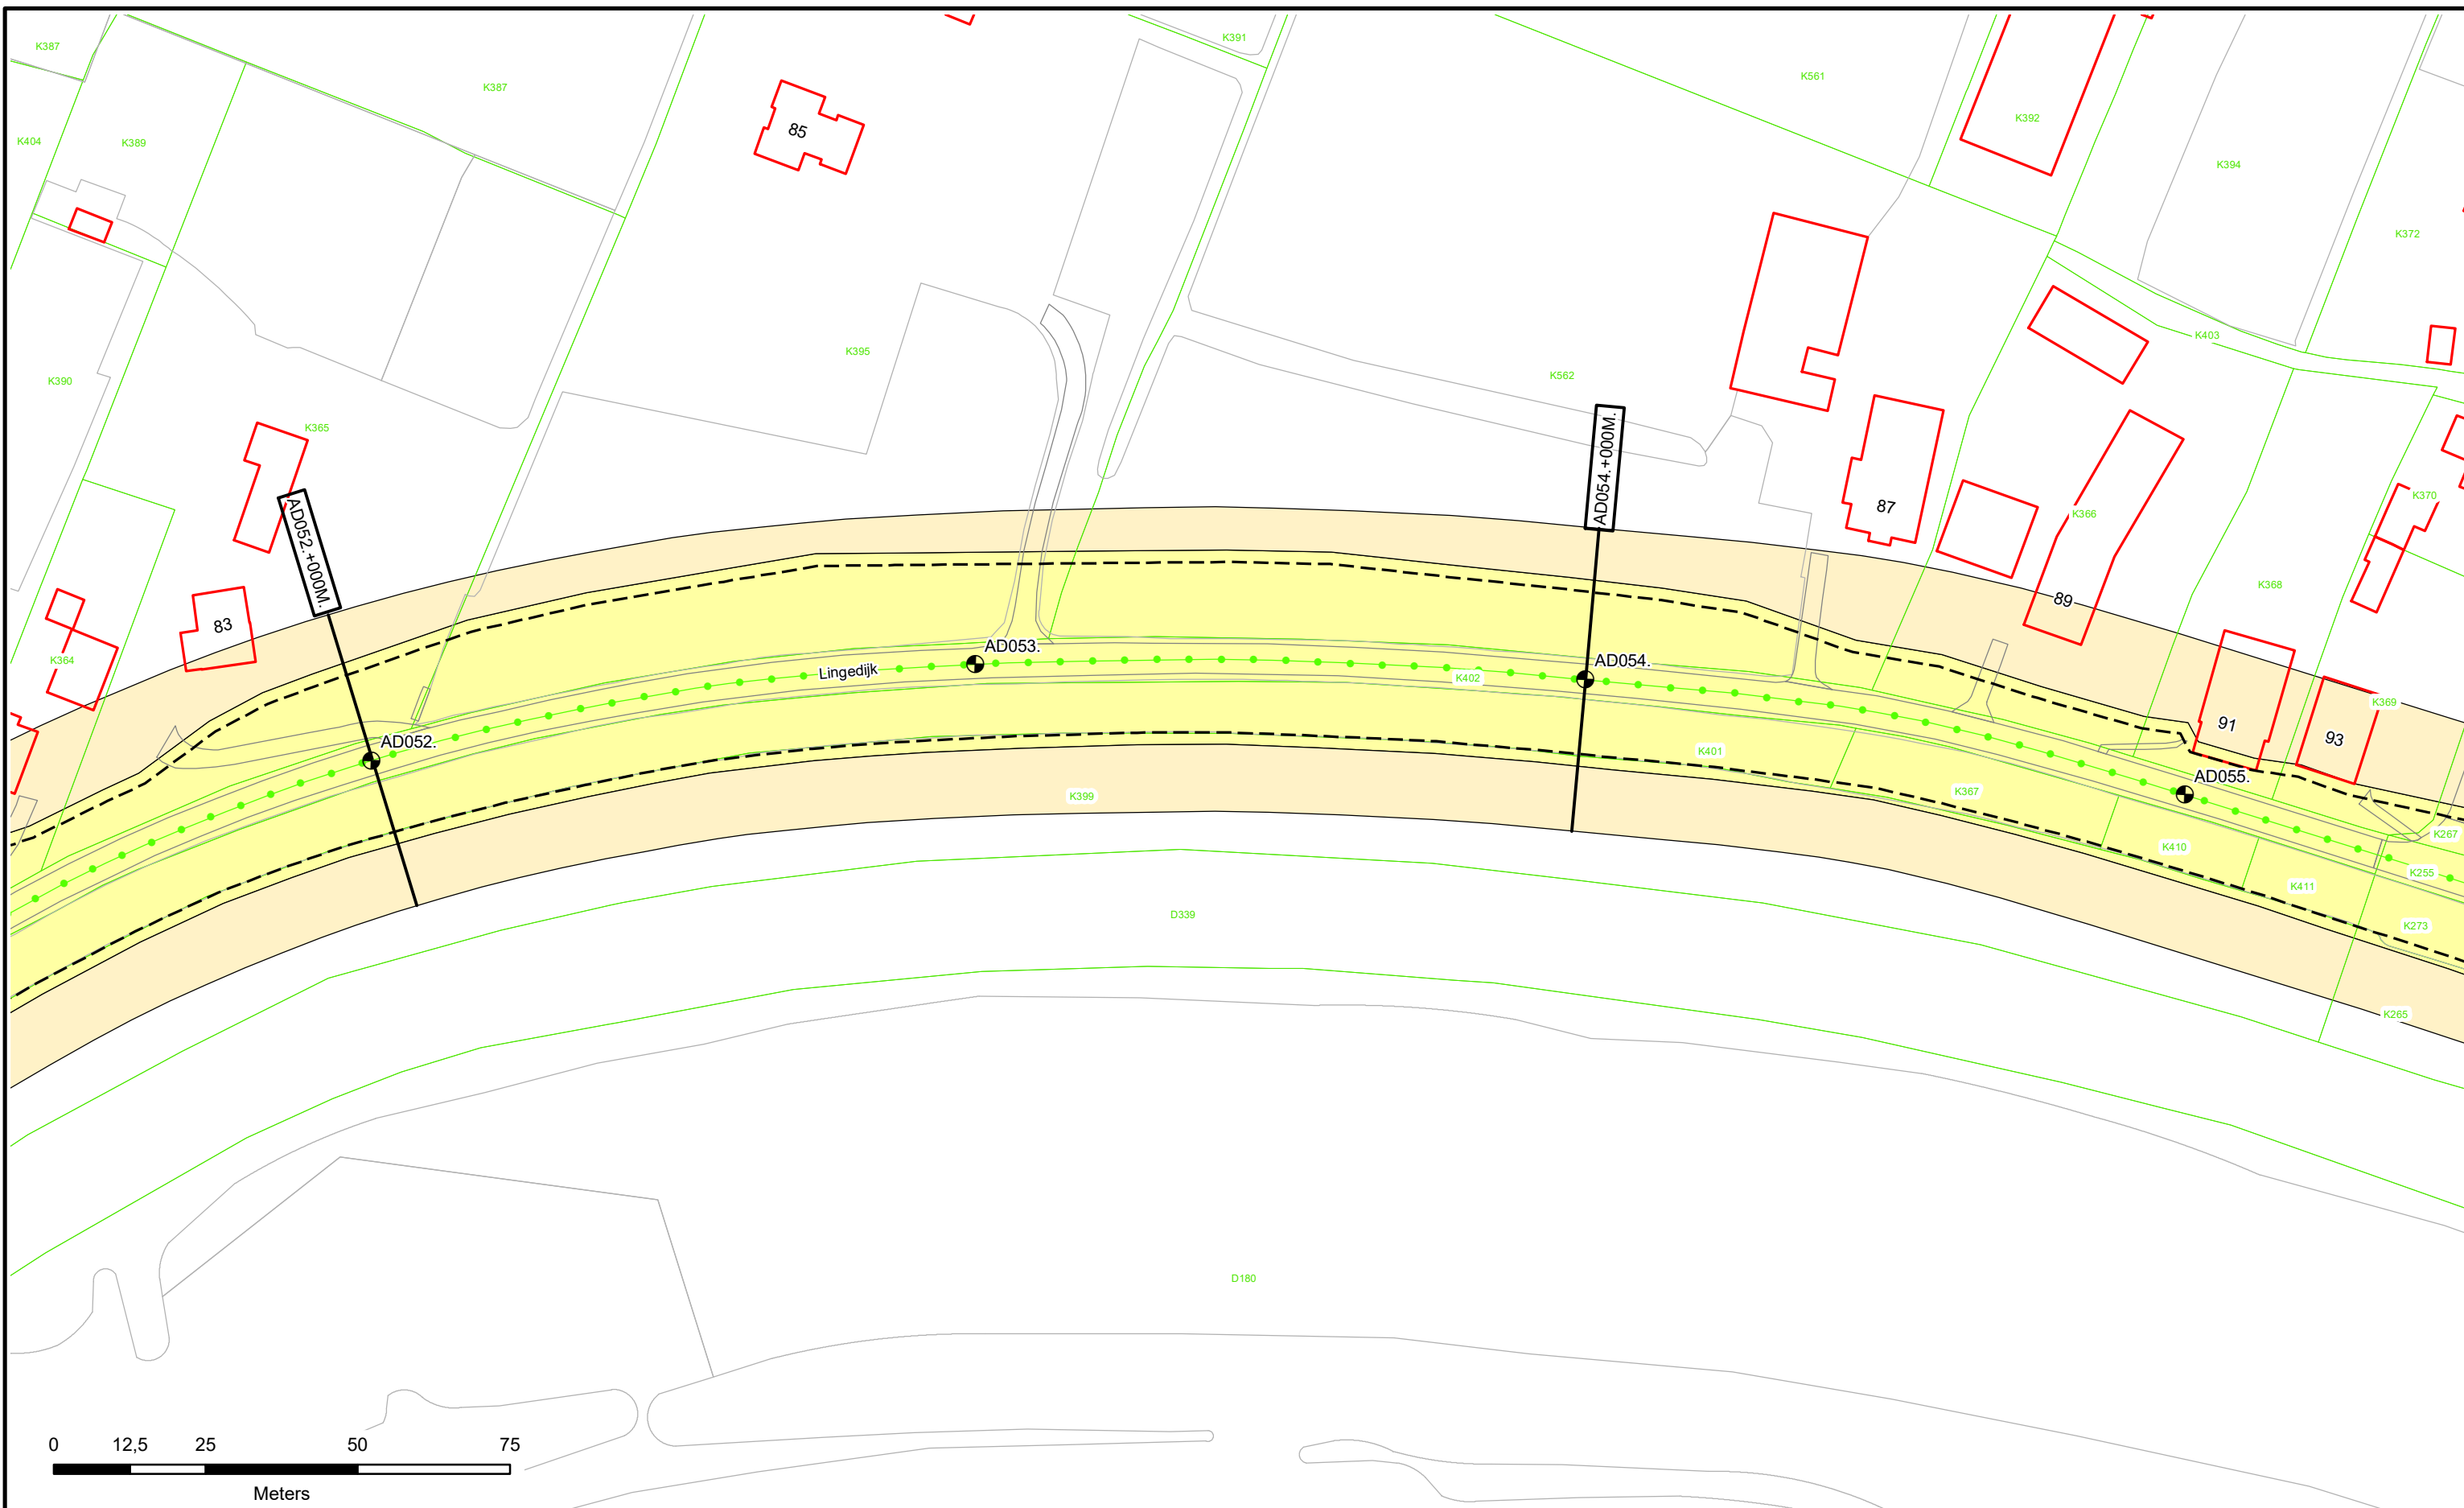 K387
K391
K387
K561
K392
85
K404
K389
K394
K372
K403
K395
K562
K390
K365
AD054.+000M.
K370
87
K366
AD052.+000M.
K368
89
83
AD053.
K364
AD054.
Lingedijk
K402
K369
91
93
AD052.
K401
AD055.
K399
K367
K267
K410
K255
K411
D339
K273
K265
D180
0 12,5 25 50 75
Meters